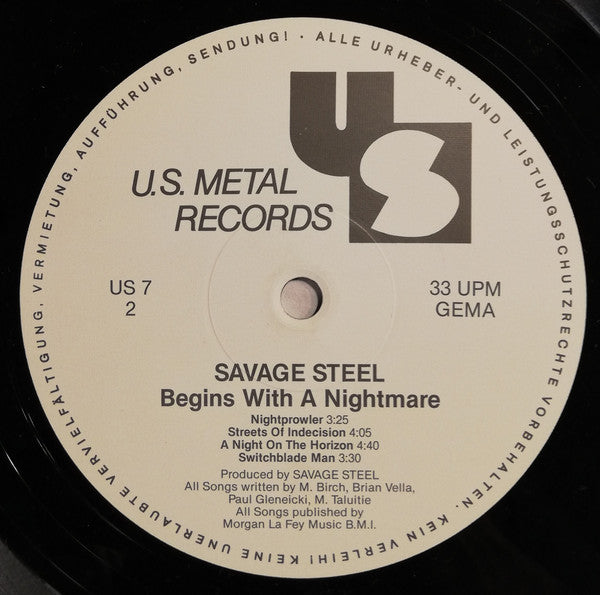 ALLE URHEBER- UND LEISTUNGSSCHUTZRECHTE VORBEHALTEN. KEIN VERLEIH! KEINE UNERLAUBTE VERVIELFÄLTIGUNG, VERMIETUNG, AUFFÜHRUNG, SENDUNG! ·
US
U.S. METAL
RECORDS
US 7
2
33 UPM
GEMA
SAVAGE STEEL
Begins With A Nightmare
Nightprowler 3:25
Streets Of Indecision 4:05
A Night On The Horizon 4:40
Switchblade Man 3:30
Produced by SAVAGE STEEL
All Songs written by M. Birch, Brian Vella,
Paul Gleneicki, M. Taluitie
All Songs published by
Morgan La Fey Music B.M.I.